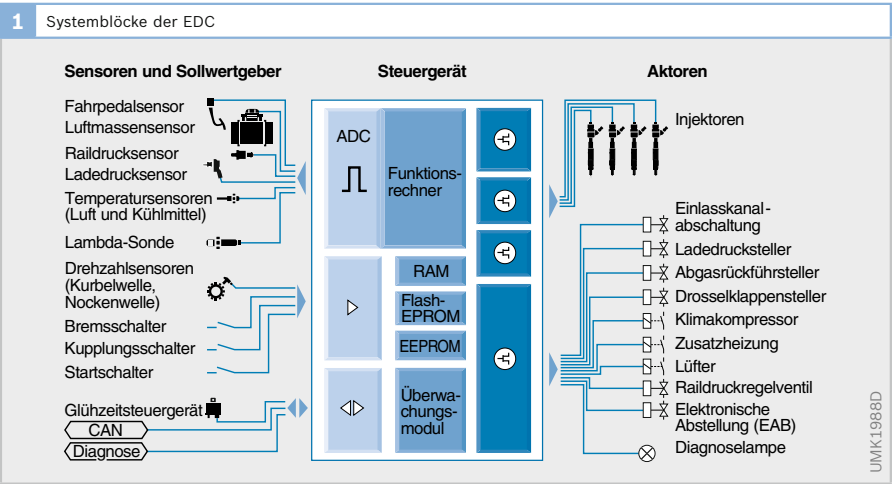 1 Systemblöcke der EDC
Sensoren und Sollwertgeber
Fahrpedalsensor
Luftmassensensor
Raildrucksensor
Ladedrucksensor
Temperatursensoren
(Luft und Kühlmittel)
Lambda-Sonde
Drehzahlsensoren
(Kurbelwelle,
Nockenwelle)
Bremsschalter
Kupplungsschalter
Startschalter
Glühzeitsteuergerät
CAN
Diagnose
Steuergerät
ADC
Funktions-
rechner
RAM
Flash-
EPROM
EEPROM
Überwa-
chungs-
modul
Aktoren
Injektoren
Einlasskanal-
abschaltung
Ladedrucksteller
Abgasrückführsteller
Drosselklappensteller
Klimakompressor
Zusatzheizung
Lüfter
Raildruckregelventil
Elektronische
Abstellung (EAB)
Diagnoselampe
UMK1988D